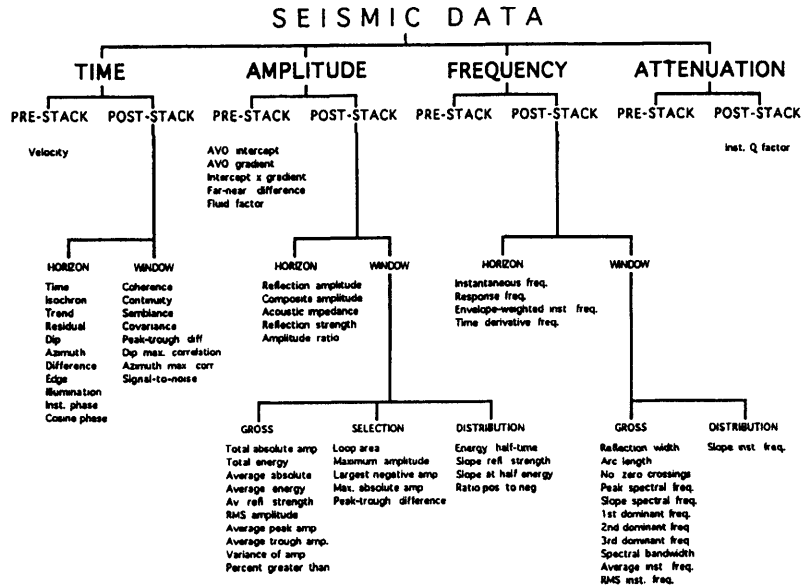 SEISMIC DATA
TIME
AMPLITUDE
FREQUENCY
ATTENUATION
PRE-STACK
POST-STACK
PRE-STACK
POST-STACK
PRE-STACK
POST-STACK
PRE-STACK
POST-STACK
Velocity
AVO intercept
AVO gradient
Intercept x gradient
Far-near difference
Fluid factor
Inst. Q factor
HORIZON
WINDOW
HORIZON
WINDOW
HORIZON
WINDOW
Time
Isochron
Trend
Residual
Dip
Azimuth
Difference
Edge
Illumination
Inst. phase
Cosine phase
Coherence
Continuity
Semblance
Covariance
Peak-trough diff
Dip max. correlation
Azimuth max corr
Signal-to-noise
Reflection amplitude
Composite amplitude
Acoustic impedance
Reflection strength
Amplitude ratio
Instantaneous freq.
Response freq.
Envelope-weighted inst freq.
Time derivative freq.
GROSS
SELECTION
DISTRIBUTION
GROSS
DISTRIBUTION
Total absolute amp
Total energy
Average absolute
Average energy
Av refl strength
RMS amplitude
Average peak amp
Average trough amp.
Variance of amp
Percent greater than
Loop area
Maximum amplitude
Largest negative amp
Max. absolute amp
Peak-trough difference
Energy half-time
Slope refl strength
Slope at half energy
Ratio pos to neg
Reflection width
Arc length
No zero crossings
Peak spectral freq.
Slope spectral freq.
1st dominant freq.
2nd dominant freq
3rd dominant freq
Spectral bandwidth
Average inst freq.
RMS inst. freq.
Slope inst freq.